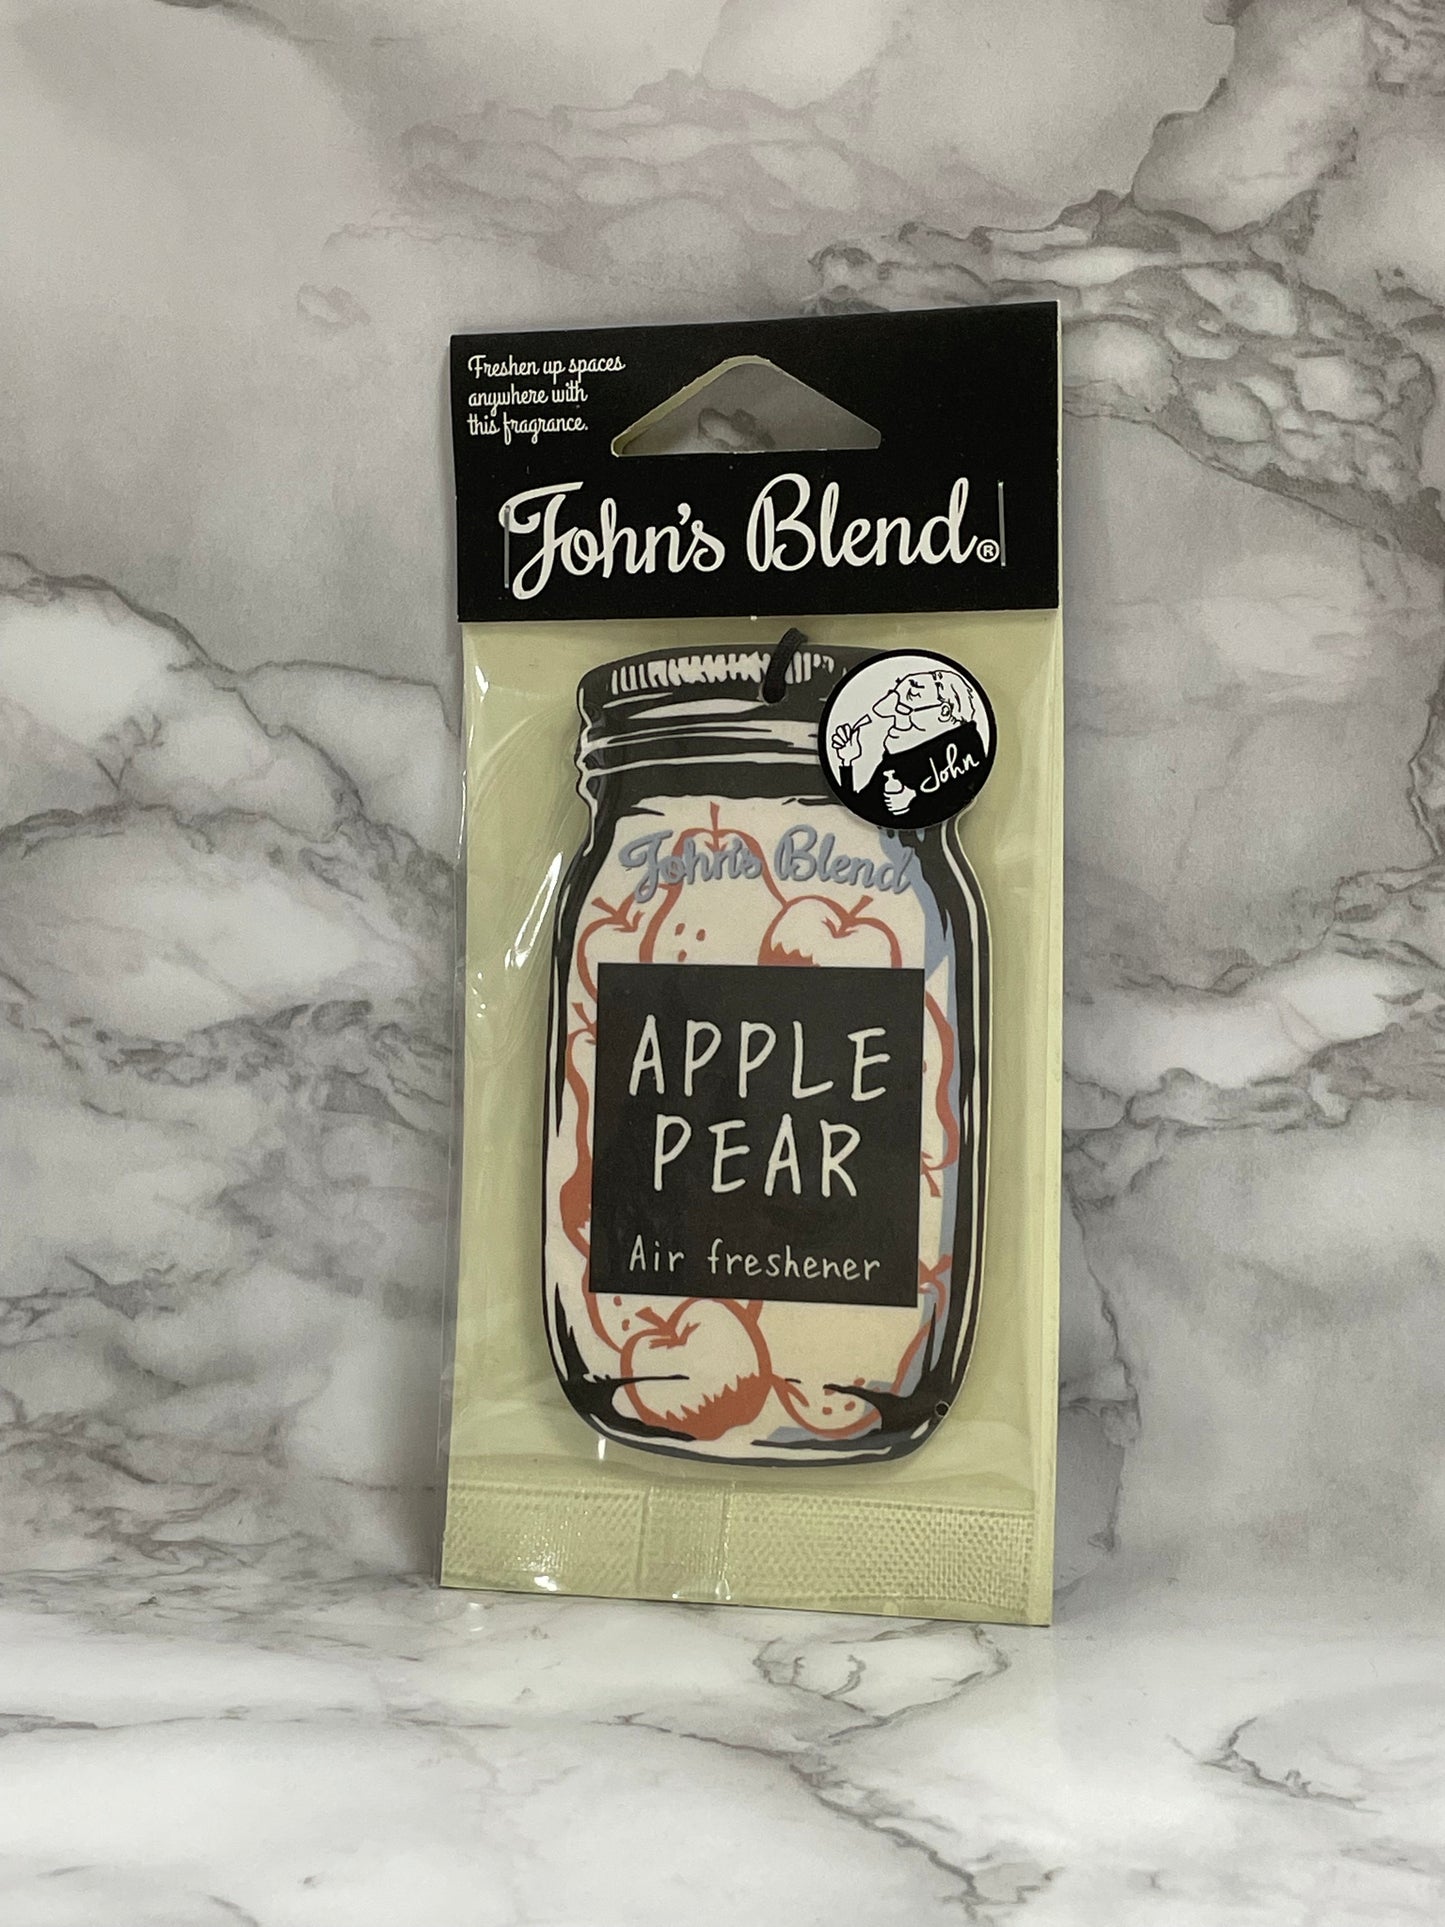 Freshen up spaces
anywhere with
this fragrance.
John's Blend®
John
John's Blend
APPLE
PEAR
Air freshener